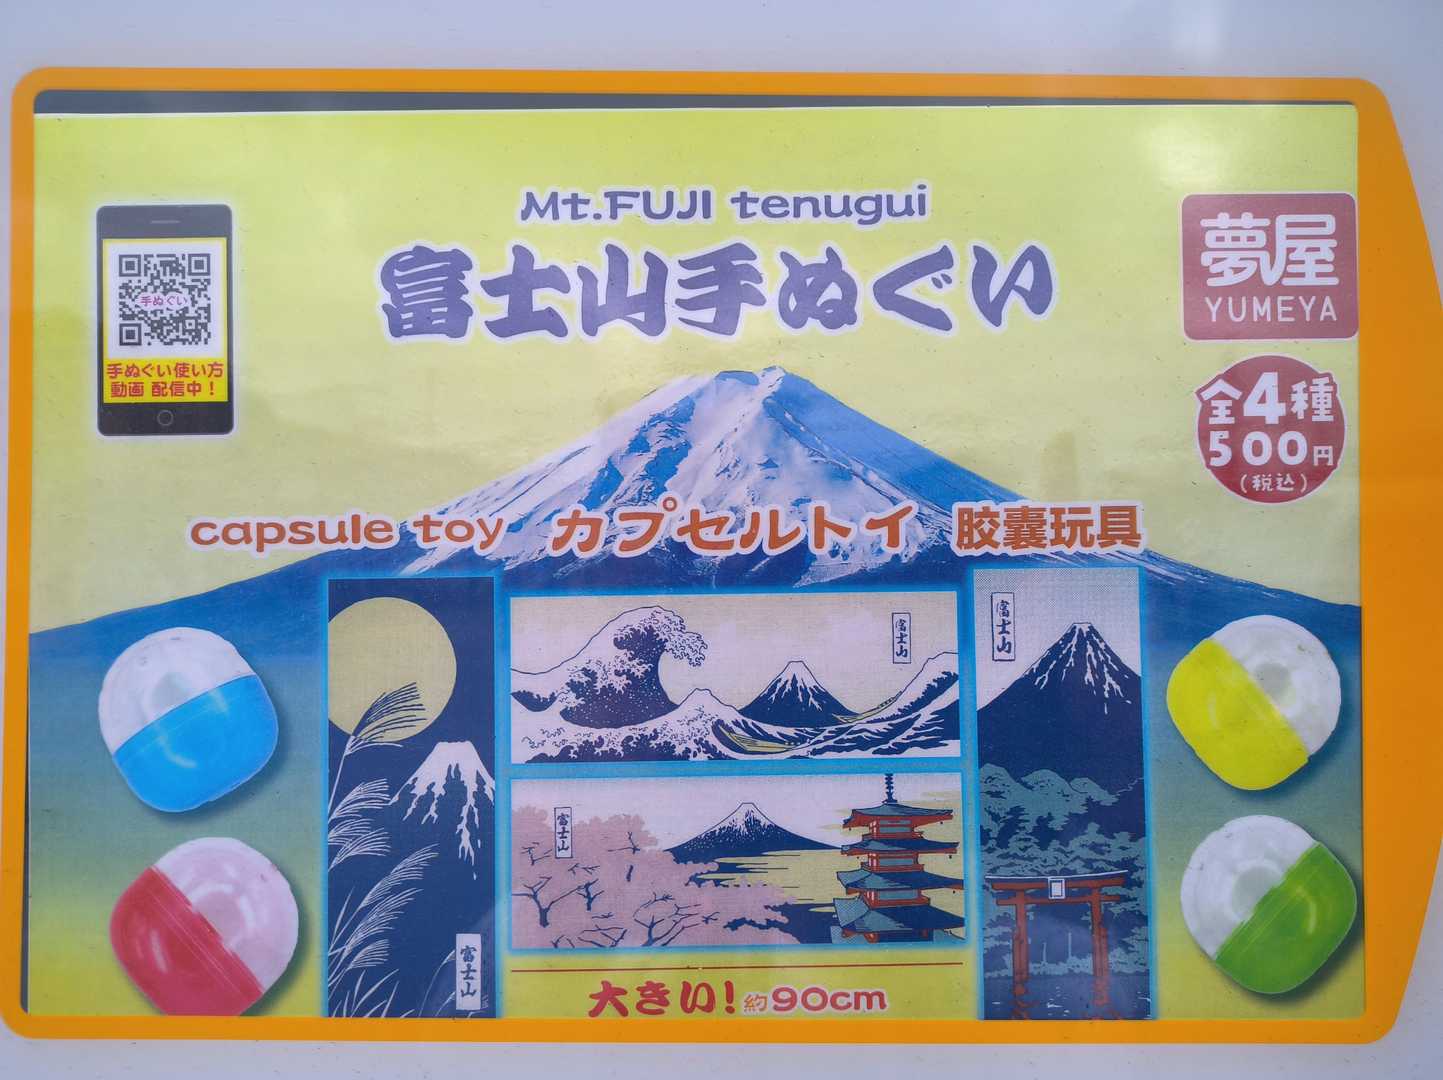 Mt.FUJI tenugui
富士山手ぬぐい
夢屋
YUMEYA
手ぬぐい
手ぬぐい使い方
動画 配信中！
全4種
500円
(税込)
capsule toy カプセルトイ 胶囊玩具
富士山
富士山
富士山
富士山
大きい！約90cm